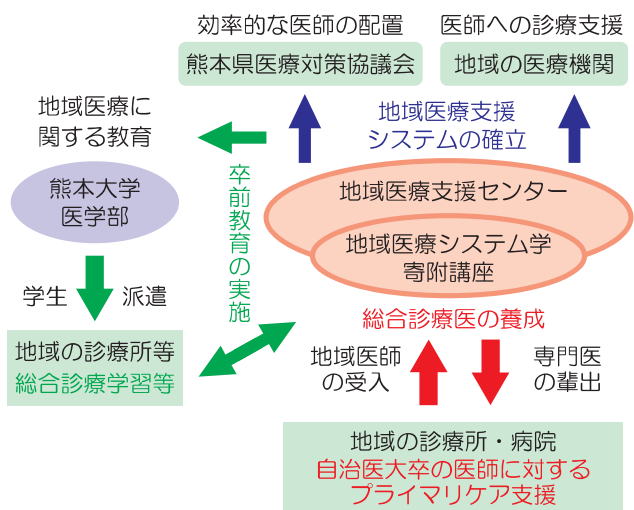 効率的な医師の配置
医師への診療支援
熊本県医療対策協議会
地域の医療機関
地域医療に
関する教育
地域医療支援
システムの確立
卒前教育の実施
熊本大学
医学部
地域医療支援センター
地域医療システム学
寄附講座
学生
派遣
総合診療医の養成
地域の診療所等
総合診療学習等
地域医師
の受入
専門医
の輩出
地域の診療所・病院
自治医大卒の医師に対する
プライマリケア支援